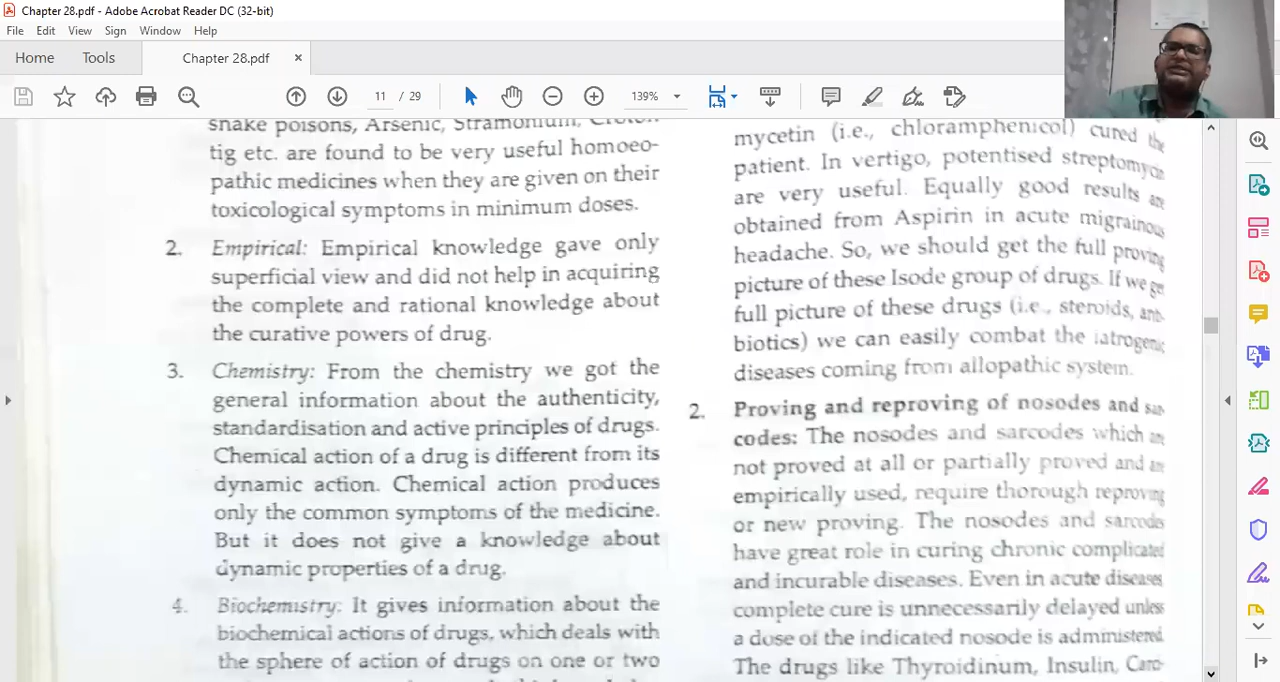 Chapter 28.pdf - Adobe Acrobat Reader DC (32-bit)
File Edit View Sign Window Help
Home Tools Chapter 28.pdf ×
11 / 29 139%
snake poisons, Arsenic, Stramonium, Croton
tig etc. are found to be very useful homoeo-
pathic medicines when they are given on their
toxicological symptoms in minimum doses.
2. Empirical: Empirical knowledge gave only
superficial view and did not help in acquiring
the complete and rational knowledge about
the curative powers of drug.
3. Chemistry: From the chemistry we got the
general information about the authenticity,
standardisation and active principles of drugs.
Chemical action of a drug is different from its
dynamic action. Chemical action produces
only the common symptoms of the medicine.
But it does not give a knowledge about
dynamic properties of a drug.
4. Biochemistry: It gives information about the
biochemical actions of drugs, which deals with
the sphere of action of drugs on one or two
mycetin (i.e., chloramphenicol) cured the
patient. In vertigo, potentised streptomycin
are very useful. Equally good results are
obtained from Aspirin in acute migrainous
headache. So, we should get the full proving
picture of these Isode group of drugs. If we get
full picture of these drugs (i.e., steroids, anti-
biotics) we can easily combat the iatrogenic
diseases coming from allopathic system.
2. Proving and reproving of nosodes and sar-
codes: The nosodes and sarcodes which are
not proved at all or partially proved and are
empirically used, require thorough reproving
or new proving. The nosodes and sarcodes
have great role in curing chronic complicated
and incurable diseases. Even in acute diseases
complete cure is unnecessarily delayed unless
a dose of the indicated nosode is administered.
The drugs like Thyroidinum, Insulin, Card-